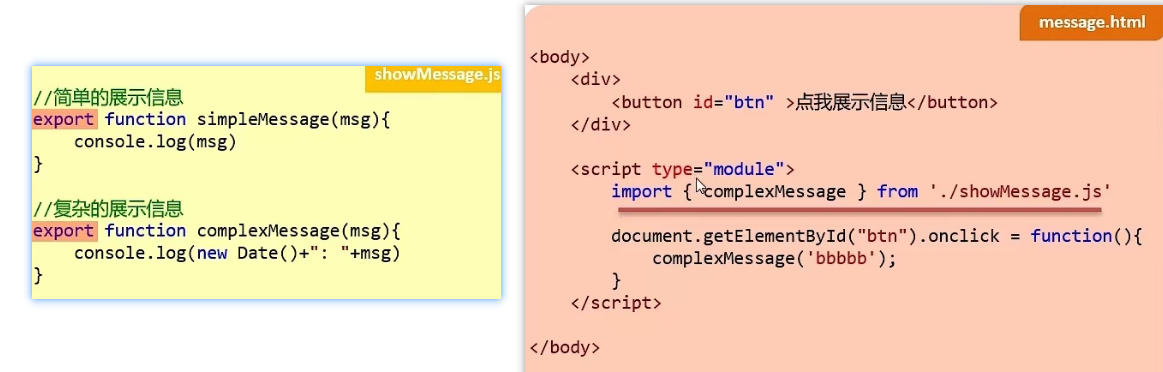 showMessage.js
//简单的展示信息
export function simpleMessage(msg){
console.log(msg)
}
//复杂的展示信息
export function complexMessage(msg){
console.log(new Date()+": "+msg)
}
message.html
<body>
<div>
<button id="btn" >点我展示信息</button>
</div>
<script type="module">
import { complexMessage } from './showMessage.js'
document.getElementById("btn").onclick = function(){
complexMessage('bbbbb');
}
</script>
</body>